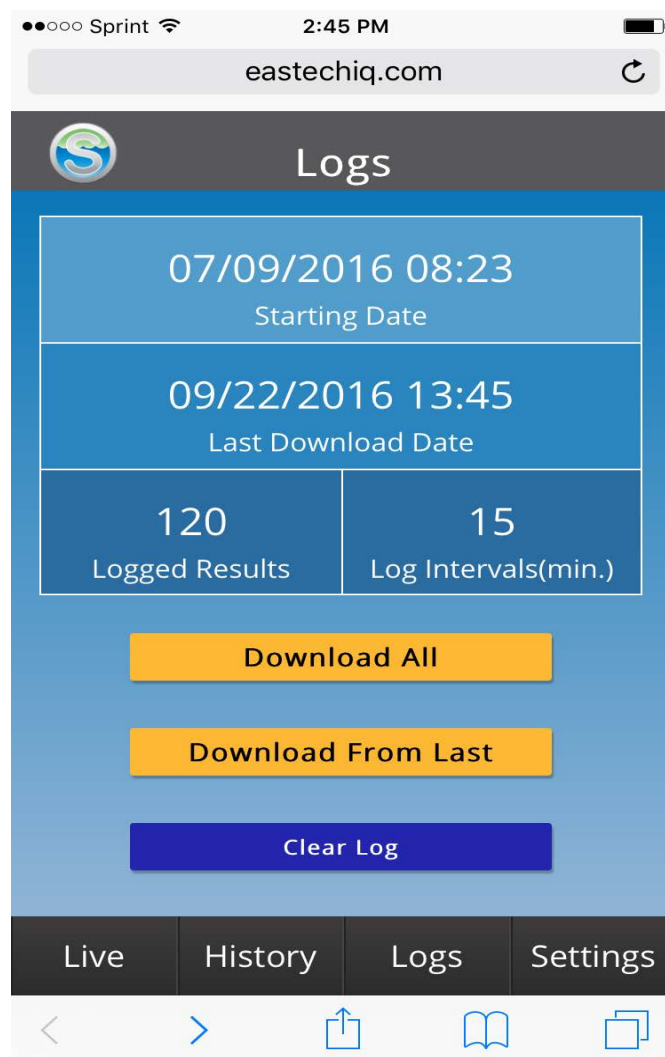 Sprint 2:45 PM
eastechiq.com
S Logs
07/09/2016 08:23
Starting Date
09/22/2016 13:45
Last Download Date
120 15
Logged Results Log Intervals(min.)
Download All
Download From Last
Clear Log
Live History Logs Settings